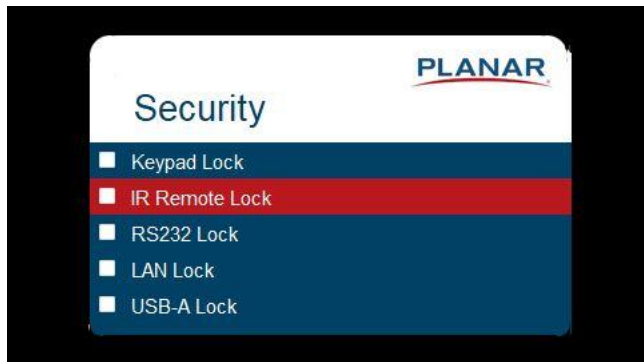 PLANAR
Security
Keypad Lock
IR Remote Lock
RS232 Lock
LAN Lock
USB-A Lock